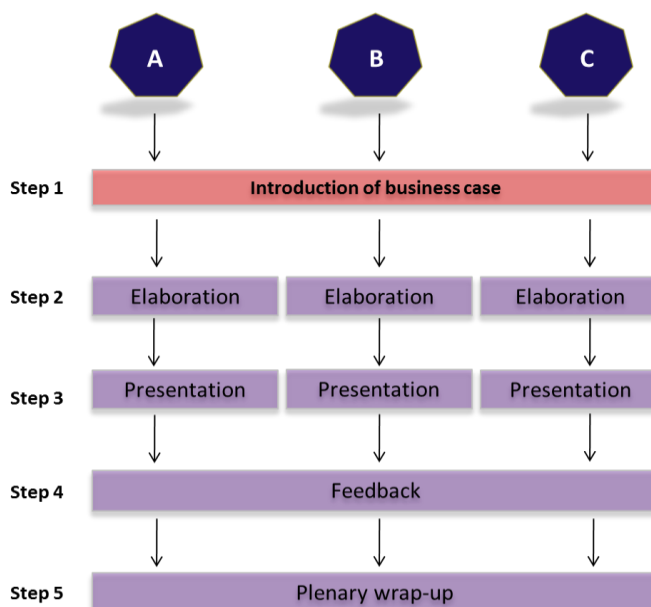 A B C
Step 1 Introduction of business case
Step 2 Elaboration Elaboration Elaboration
Step 3 Presentation Presentation Presentation
Step 4 Feedback
Step 5 Plenary wrap-up